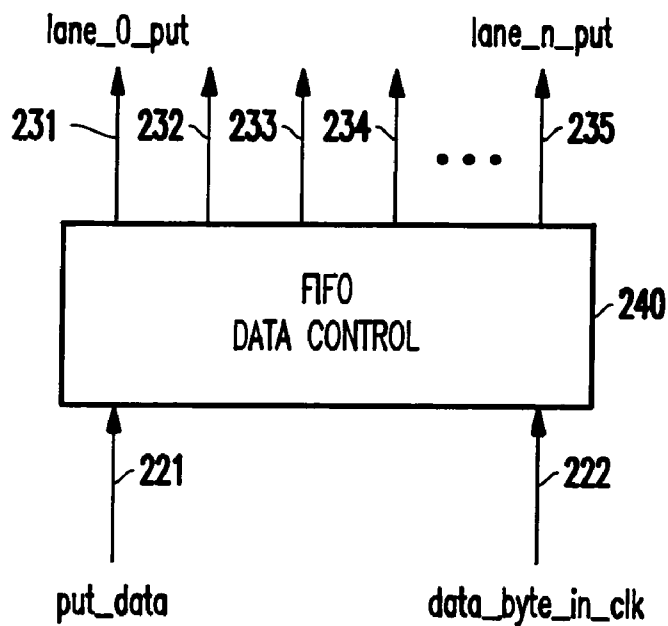 lane_0_put lane_n_put
231 232 233 234 235
FIFO
DATA CONTROL
240
221 222
put_data data_byte_in_clk